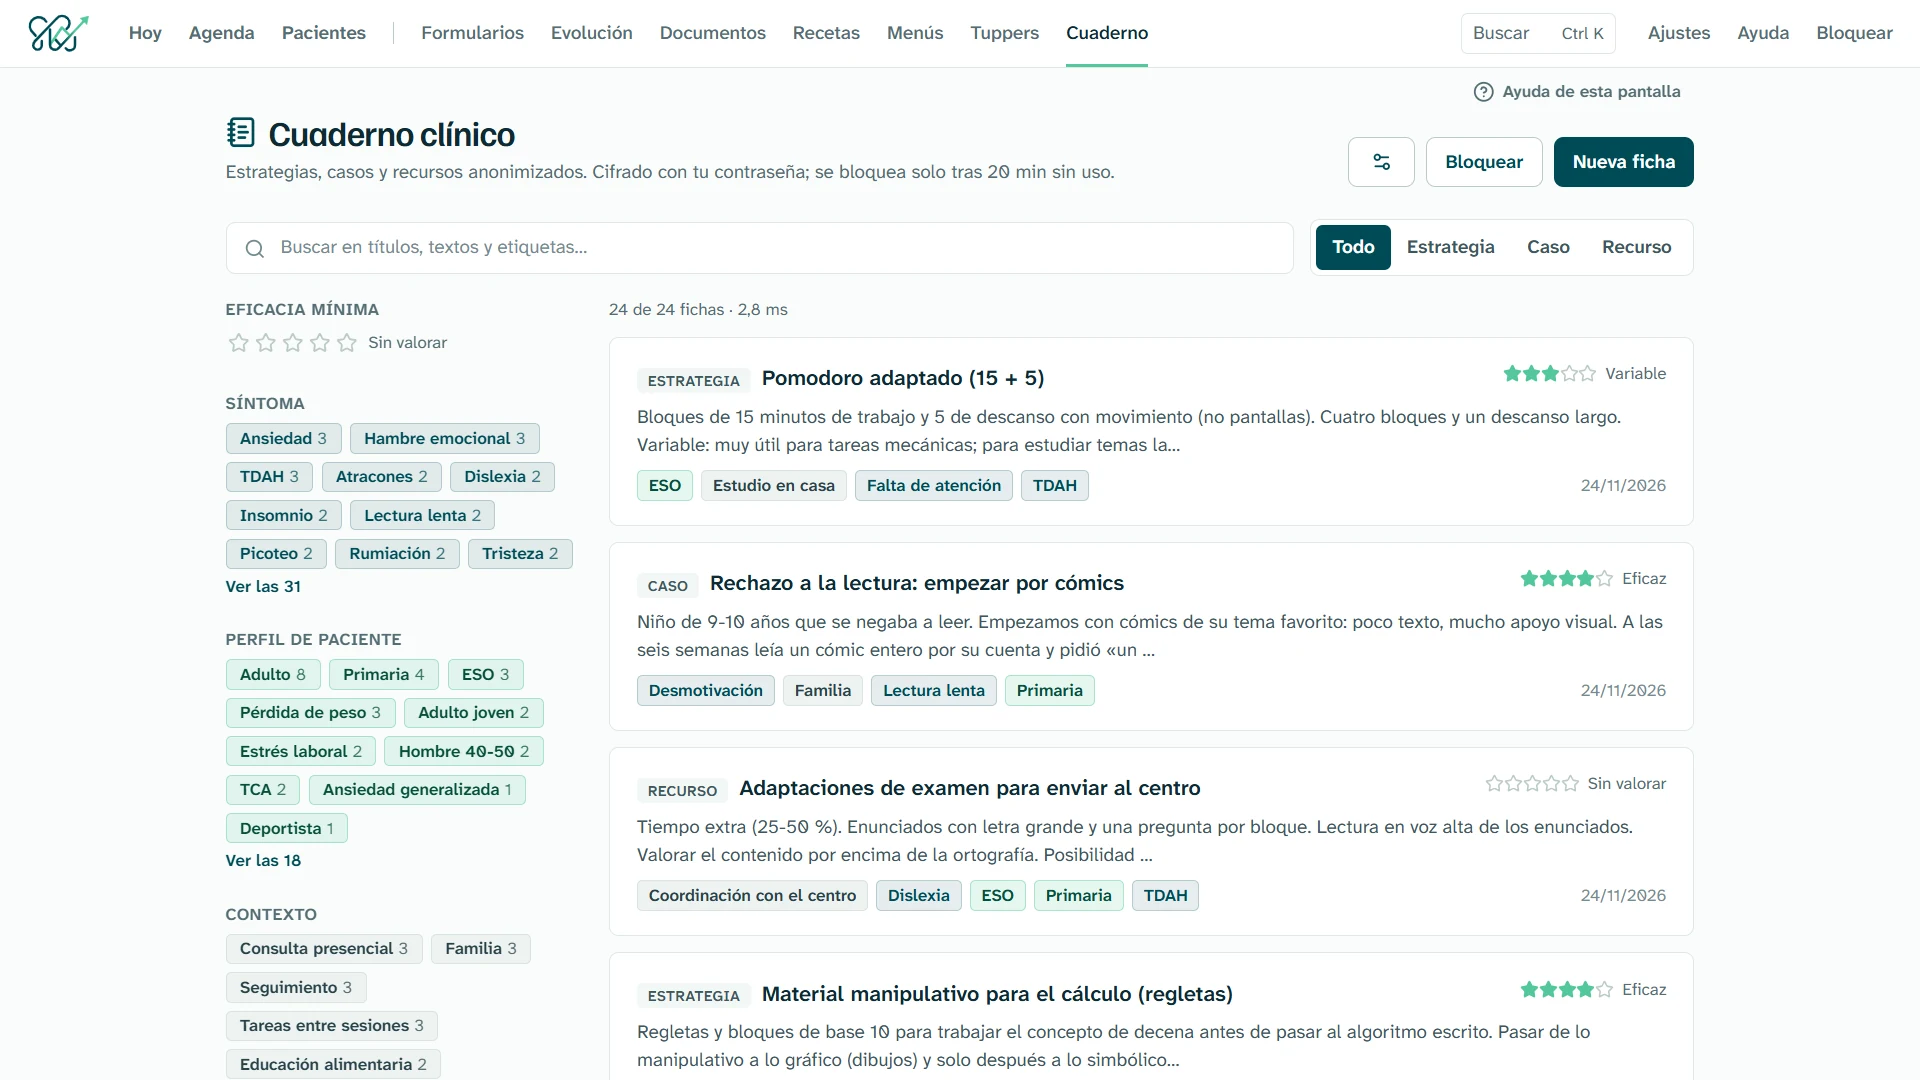 Hoy Agenda Pacientes Formularios Evolución Documentos Recetas Menús Tuppers Cuaderno Buscar Ctrl K Ajustes Ayuda Bloquear
Ayuda de esta pantalla
Cuaderno clínico
Estrategias, casos y recursos anonimizados. Cifrado con tu contraseña; se bloquea solo tras 20 min sin uso.
Bloquear Nueva ficha
Buscar en títulos, textos y etiquetas...
Todo Estrategia Caso Recurso
EFICACIA MÍNIMA
Sin valorar
SÍNTOMA
Ansiedad 3 Hambre emocional 3
TDAH 3 Atracones 2 Dislexia 2
Insomnio 2 Lectura lenta 2
Picoteo 2 Rumiación 2 Tristeza 2
Ver las 31
PERFIL DE PACIENTE
Adulto 8 Primaria 4 ESO 3
Pérdida de peso 3 Adulto joven 2
Estrés laboral 2 Hombre 40-50 2
TCA 2 Ansiedad generalizada 1
Deportista 1
Ver las 18
CONTEXTO
Consulta presencial 3 Familia 3
Seguimiento 3
Tareas entre sesiones 3
Educación alimentaria 2
24 de 24 fichas · 2,8 ms
ESTRATEGIA Pomodoro adaptado (15 + 5) Variable
Bloques de 15 minutos de trabajo y 5 de descanso con movimiento (no pantallas). Cuatro bloques y un descanso largo.
Variable: muy útil para tareas mecánicas; para estudiar temas la...
ESO Estudio en casa Falta de atención TDAH 24/11/2026
CASO Rechazo a la lectura: empezar por cómics Eficaz
Niño de 9-10 años que se negaba a leer. Empezamos con cómics de su tema favorito: poco texto, mucho apoyo visual. A las
seis semanas leía un cómic entero por su cuenta y pidió «un ...
Desmotivación Familia Lectura lenta Primaria 24/11/2026
RECURSO Adaptaciones de examen para enviar al centro Sin valorar
Tiempo extra (25-50 %). Enunciados con letra grande y una pregunta por bloque. Lectura en voz alta de los enunciados.
Valorar el contenido por encima de la ortografía. Posibilidad ...
Coordinación con el centro Dislexia ESO Primaria TDAH 24/11/2026
ESTRATEGIA Material manipulativo para el cálculo (regletas) Eficaz
Regletas y bloques de base 10 para trabajar el concepto de decena antes de pasar al algoritmo escrito. Pasar de lo
manipulativo a lo gráfico (dibujos) y solo después a lo simbólico...